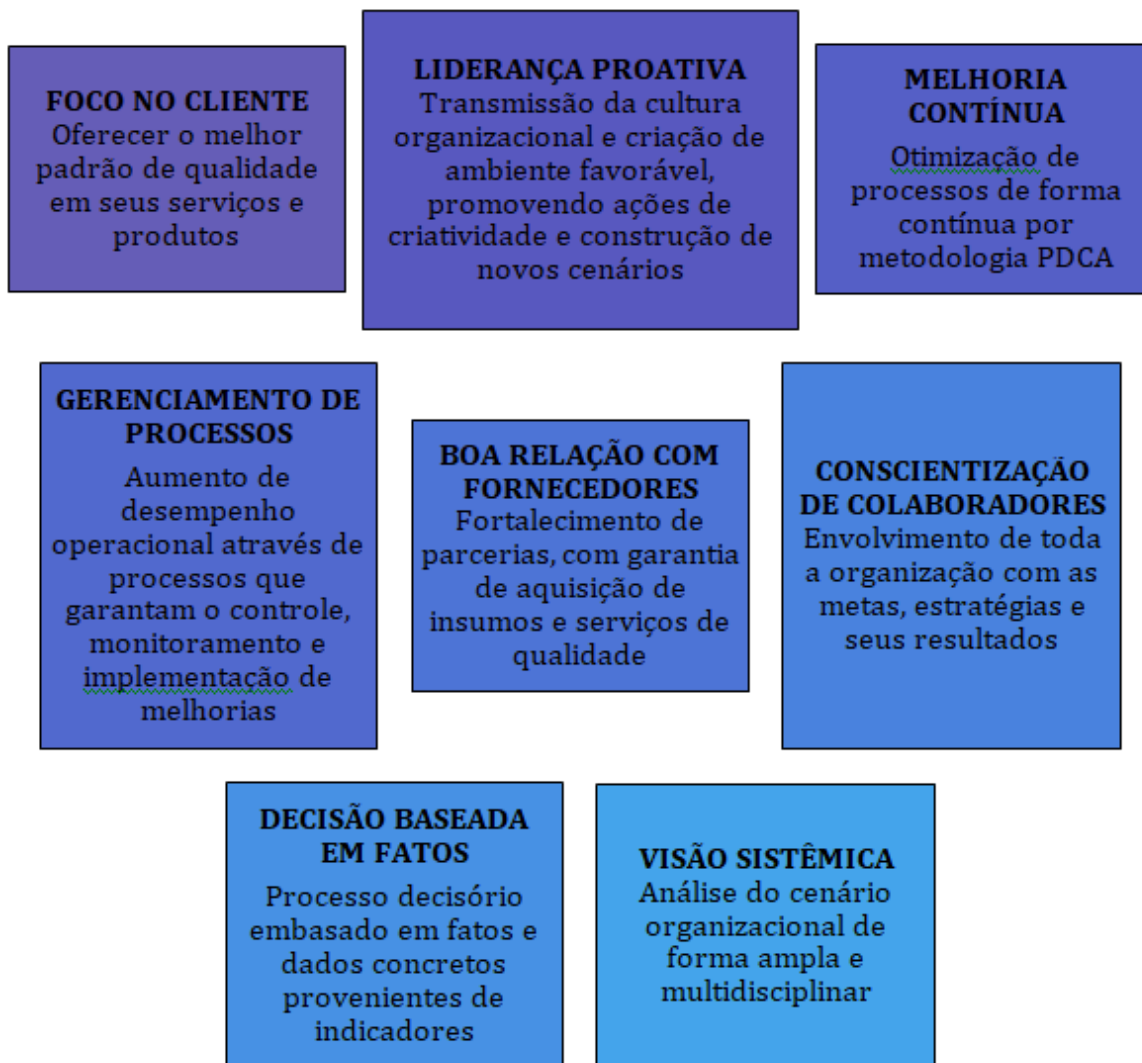 FOCO NO CLIENTE
Oferecer o melhor
padrão de qualidade
em seus serviços e
produtos
LIDERANÇA PROATIVA
Transmissão da cultura
organizacional e criação de
ambiente favorável,
promovendo ações de
criatividade e construção de
novos cenários
MELHORIA
CONTÍNUA
Otimização de
processos de forma
contínua por
metodologia PDCA
GERENCIAMENTO DE
PROCESSOS
Aumento de
desempenho
operacional através de
processos que
garantam o controle,
monitoramento e
implementação de
melhorias
BOA RELAÇÃO COM
FORNECEDORES
Fortalecimento de
parcerias, com garantia
de aquisição de
insumos e serviços de
qualidade
CONSCIENTIZAÇÃO
DE COLABORADORES
Envolvimento de toda
a organização com as
metas, estratégias e
seus resultados
DECISÃO BASEADA
EM FATOS
Processo decisório
embasado em fatos e
dados concretos
provenientes de
indicadores
VISÃO SISTÊMICA
Análise do cenário
organizacional de
forma ampla e
multidisciplinar